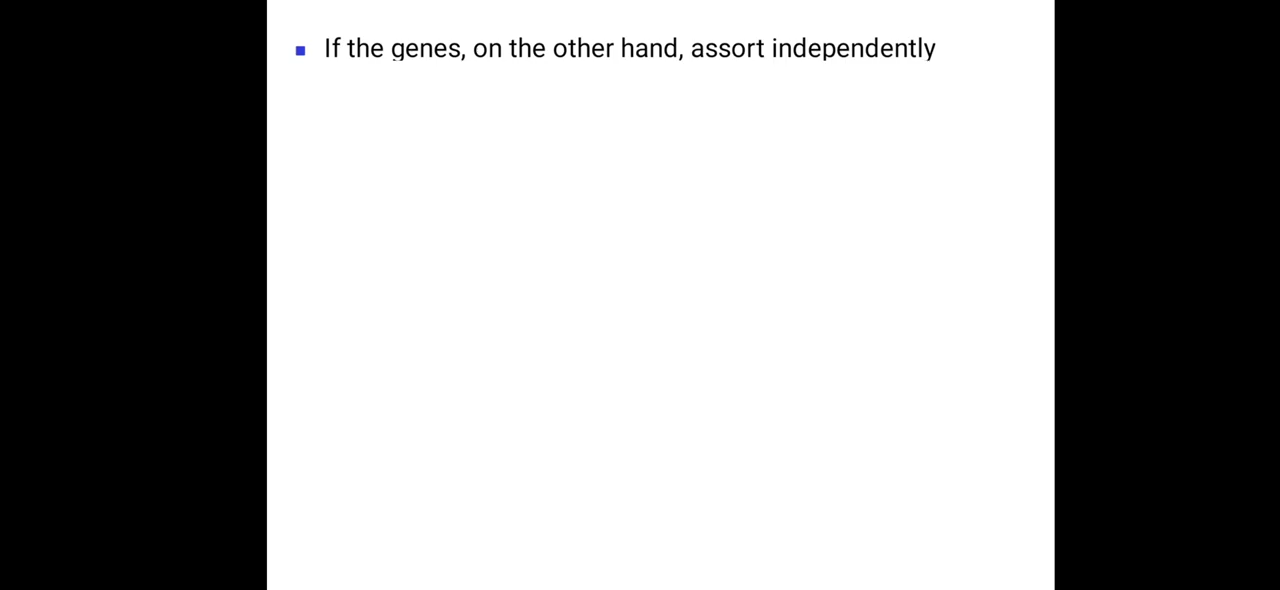 ▪ If the genes, on the other hand, assort independently